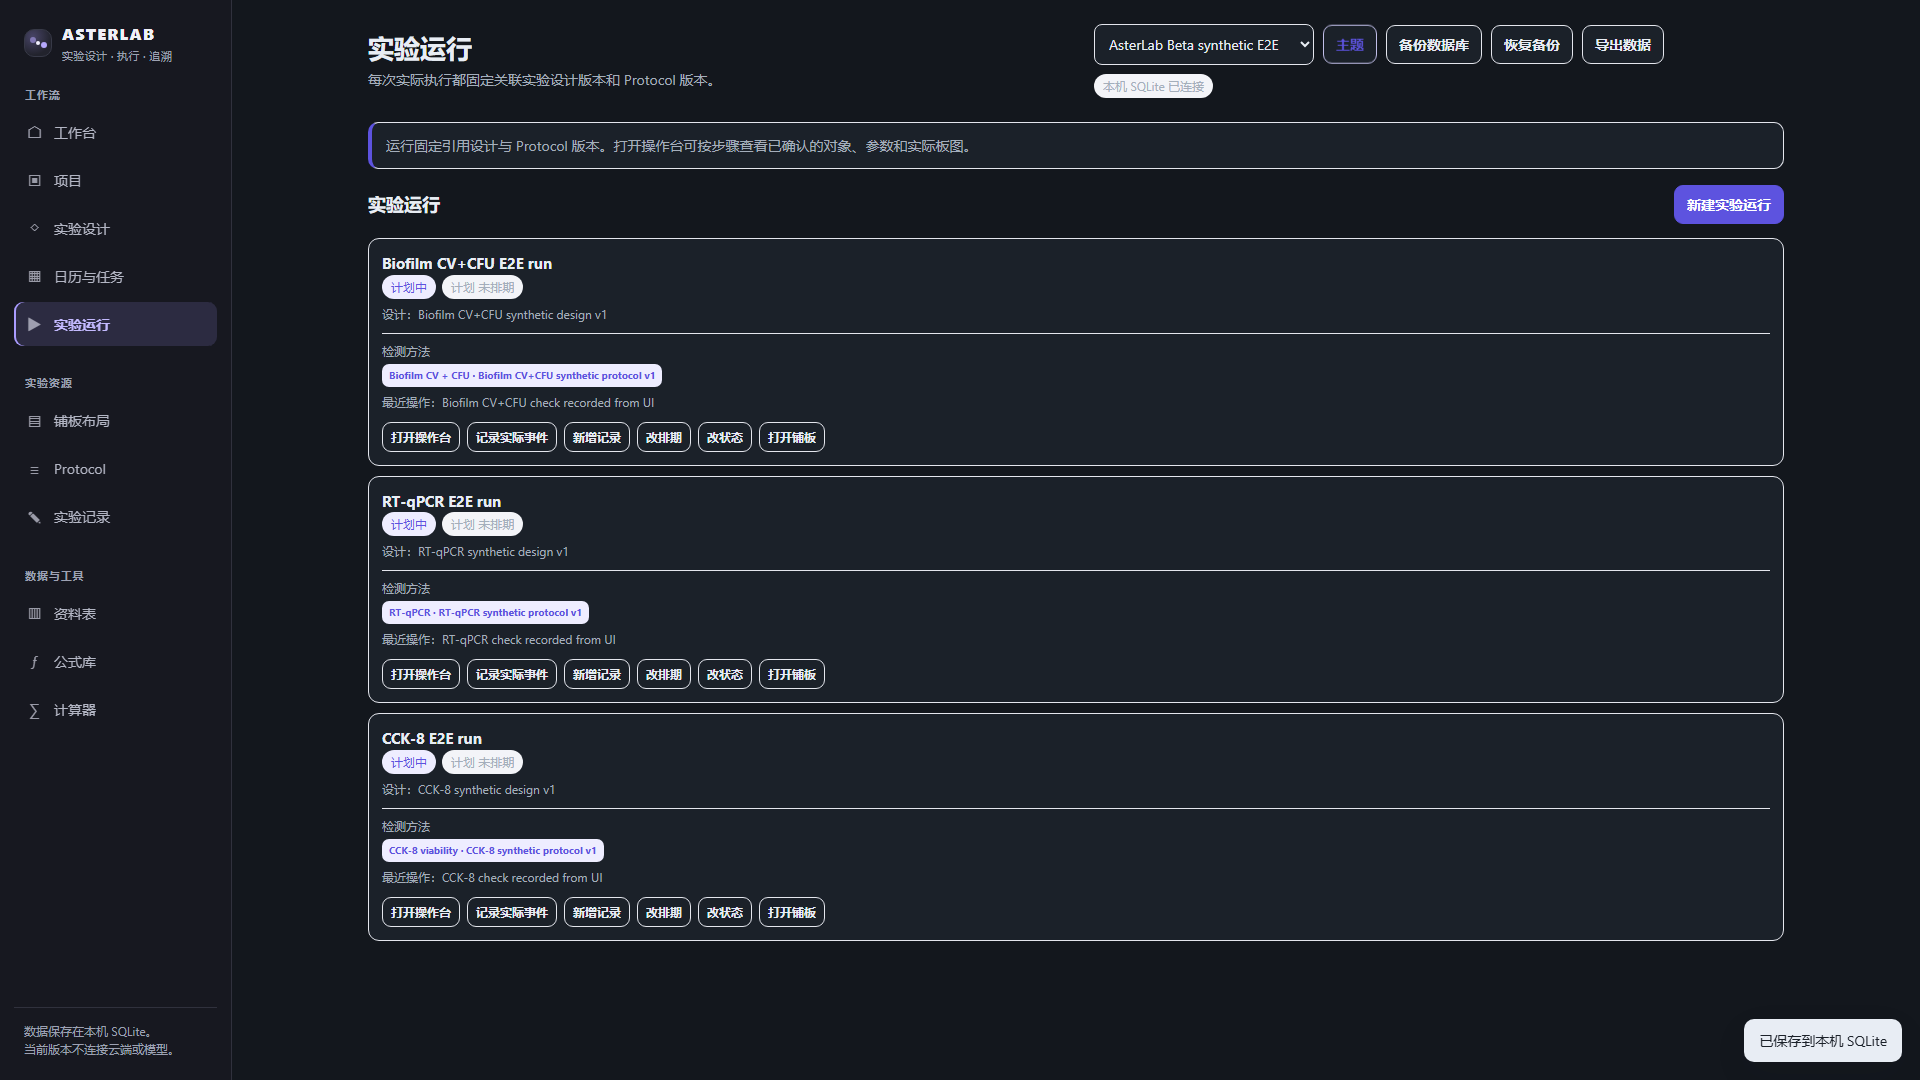 ASTERLAB
实验设计 · 执行 · 追溯
工作流
工作台
项目
实验设计
日历与任务
实验运行
实验资源
铺板布局
Protocol
实验记录
数据与工具
资料表
公式库
计算器
数据保存在本机 SQLite。
当前版本不连接云端或模型。
实验运行
每次实际执行都固定关联实验设计版本和 Protocol 版本。
AsterLab Beta synthetic E2E
主题
备份数据库
恢复备份
导出数据
本机 SQLite 已连接
运行固定引用设计与 Protocol 版本。打开操作台可按步骤查看已确认的对象、参数和实际板图。
实验运行
新建实验运行
Biofilm CV+CFU E2E run
计划中 计划 未排期
设计：Biofilm CV+CFU synthetic design v1
检测方法
Biofilm CV + CFU · Biofilm CV+CFU synthetic protocol v1
最近操作：Biofilm CV+CFU check recorded from UI
打开操作台 记录实际事件 新增记录 改排期 改状态 打开铺板
RT-qPCR E2E run
计划中 计划 未排期
设计：RT-qPCR synthetic design v1
检测方法
RT-qPCR · RT-qPCR synthetic protocol v1
最近操作：RT-qPCR check recorded from UI
打开操作台 记录实际事件 新增记录 改排期 改状态 打开铺板
CCK-8 E2E run
计划中 计划 未排期
设计：CCK-8 synthetic design v1
检测方法
CCK-8 viability · CCK-8 synthetic protocol v1
最近操作：CCK-8 check recorded from UI
打开操作台 记录实际事件 新增记录 改排期 改状态 打开铺板
已保存到本机 SQLite